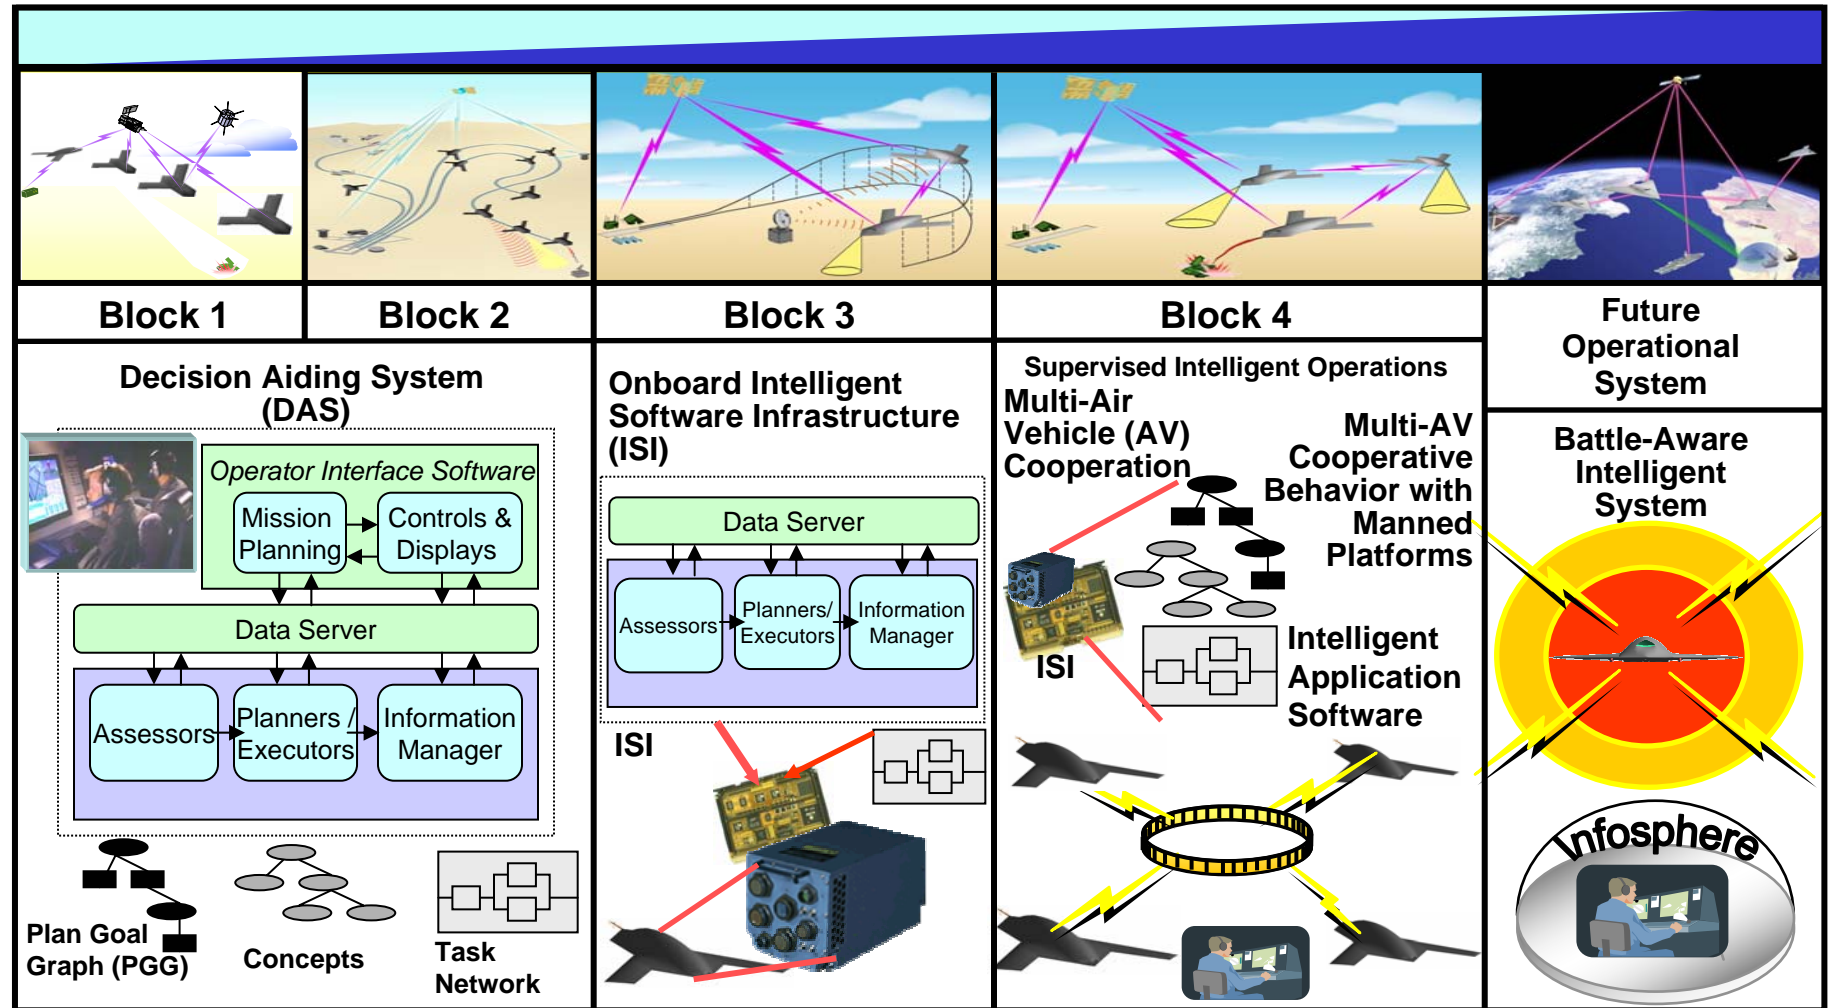 Block 1
Block 2
Block 3
Block 4
Future
Operational
System
Decision Aiding System
(DAS)
Operator Interface Software
Mission
Planning
Controls &
Displays
Data Server
Assessors
Planners /
Executors
Information
Manager
Plan Goal
Graph (PGG)
Concepts
Task
Network
Onboard Intelligent
Software Infrastructure
(ISI)
Data Server
Assessors
Planners/
Executors
Information
Manager
ISI
Supervised Intelligent Operations
Multi-Air
Vehicle (AV)
Cooperation
Multi-AV
Cooperative
Behavior with
Manned
Platforms
ISI
Intelligent
Application
Software
Battle-Aware
Intelligent
System
Infosphere